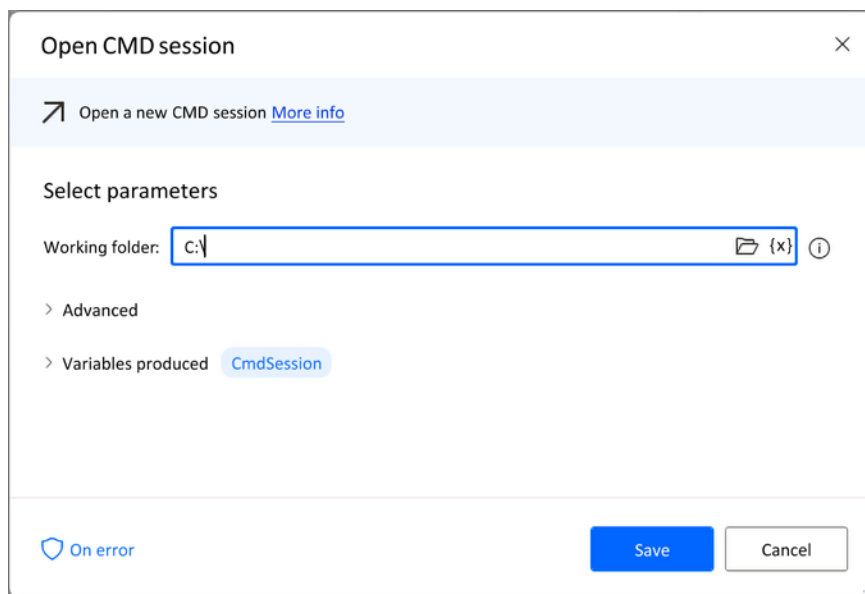 Open CMD session
Open a new CMD session More info
Select parameters
Working folder: C:\ {x}
Advanced
Variables produced CmdSession
On error Save Cancel